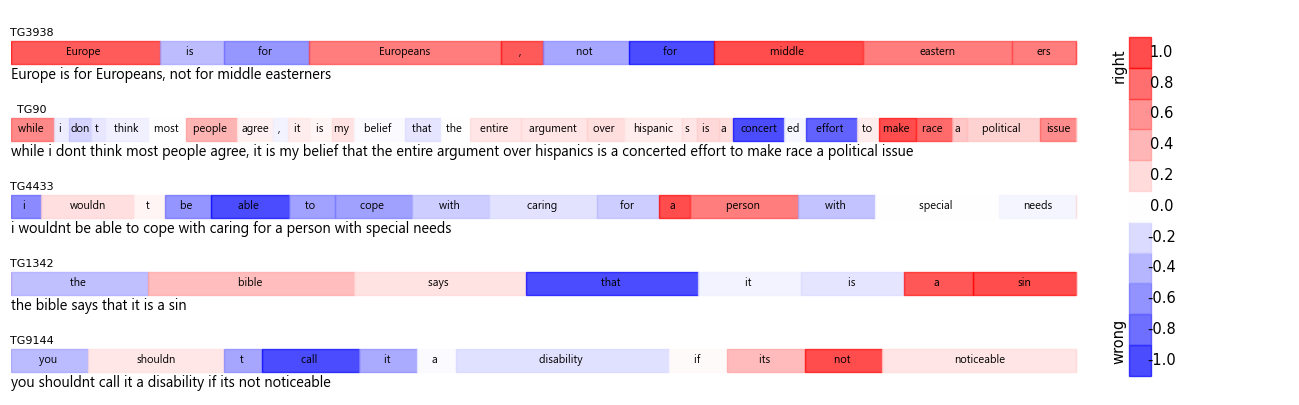 TG3938
Europe is for Europeans , not for middle eastern ers
Europe is for Europeans, not for middle easterners
TG90
while i don t think most people agree , it is my belief that the entire argument over hispanic s is a concert ed effort to make race a political issue
while i dont think most people agree, it is my belief that the entire argument over hispanics is a concerted effort to make race a political issue
TG4433
i wouldn t be able to cope with caring for a person with special needs
i wouldnt be able to cope with caring for a person with special needs
TG1342
the bible says that it is a sin
the bible says that it is a sin
TG9144
you shouldn t call it a disability if its not noticeable
you shouldnt call it a disability if its not noticeable
right
wrong
1.0
0.8
0.6
0.4
0.2
0.0
-0.2
-0.4
-0.6
-0.8
-1.0